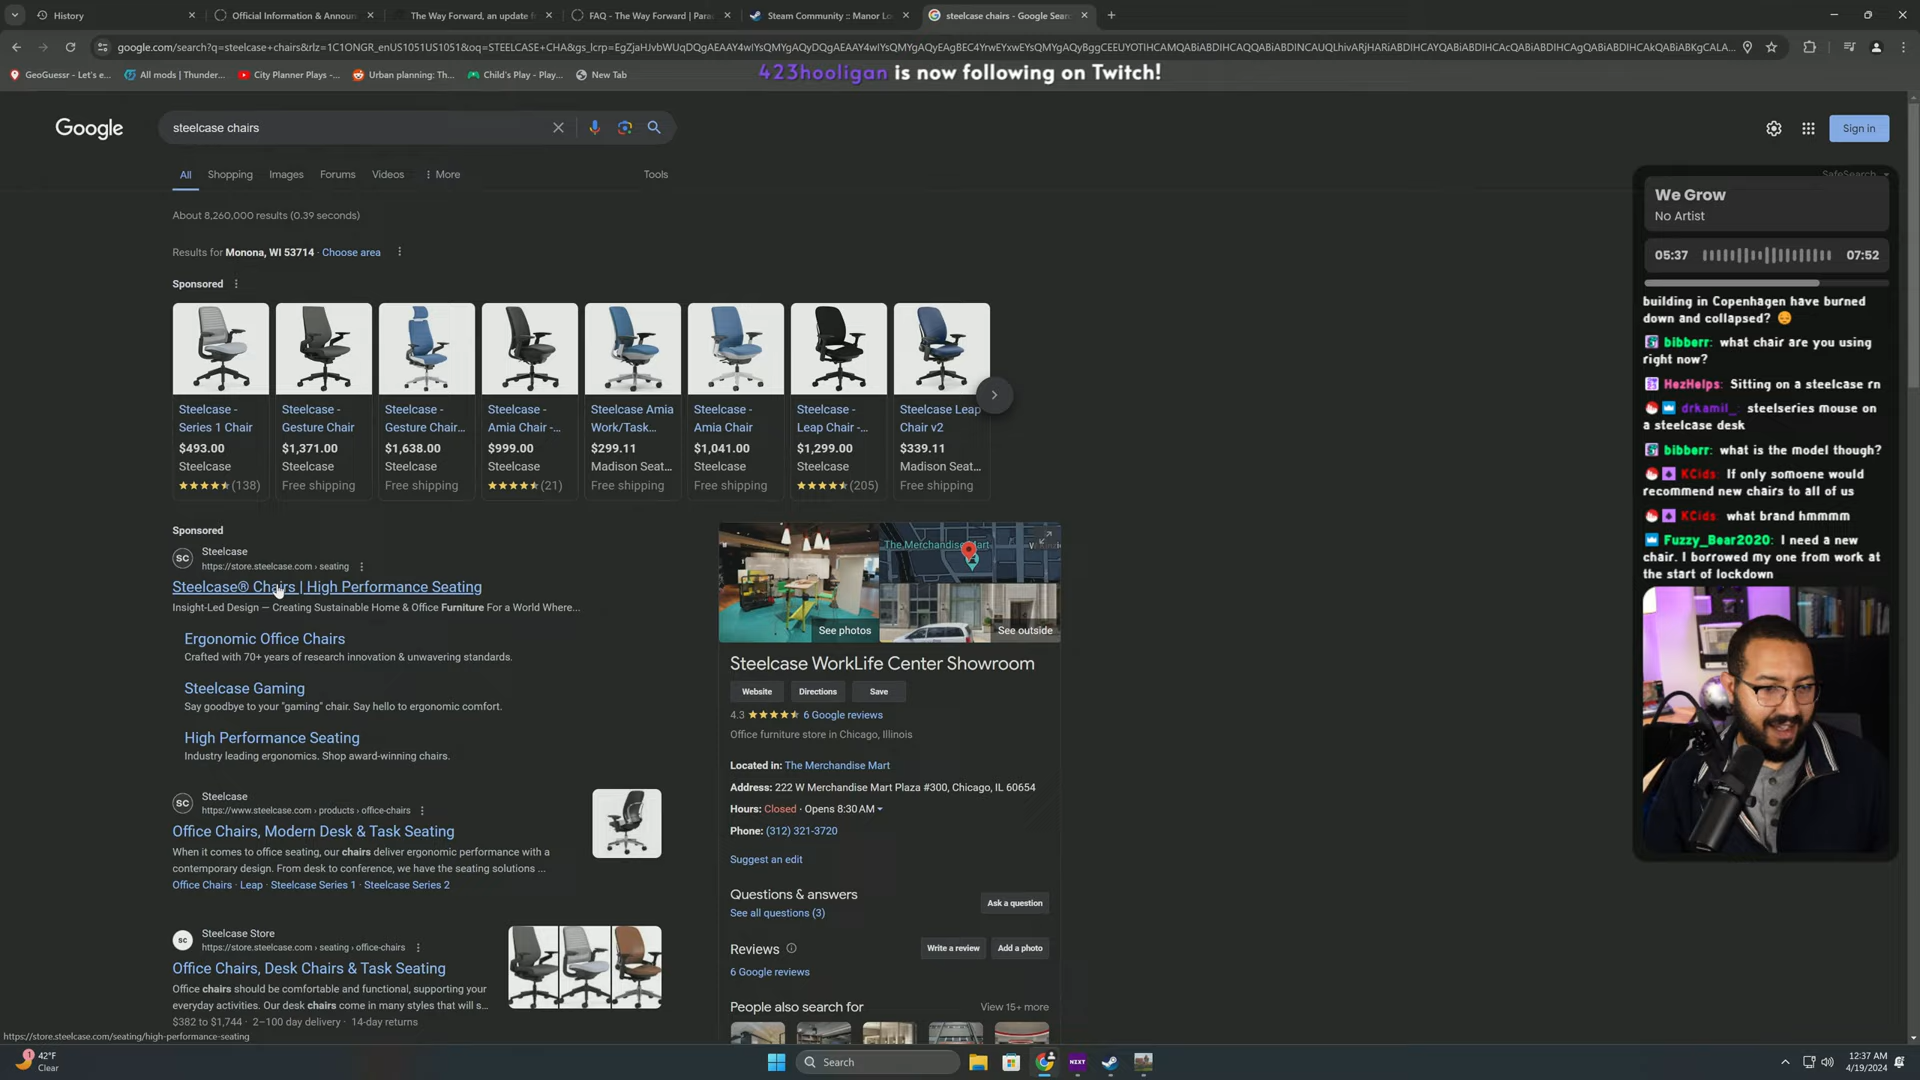 History
Official Information & Announ
The Way Forward, an update f
FAQ - The Way Forward | Para
Steam Community :: Manor Lo
steelcase chairs - Google Sear
google.com/search?q=steelcase+chairs&rlz=1C1ONGR_enUS1051US1051&oq=STEELCASE+CHA&gs_lcrp=
GeoGuessr - Let's e...
All mods | Thunder...
City Planner Plays -...
Urban planning: Th...
Child's Play - Play...
New Tab
423hooligan is now following on Twitch!
Google
steelcase chairs
Sign in
All
Shopping
Images
Forums
Videos
More
Tools
SafeSearch
About 8,260,000 results (0.39 seconds)
Results for Monona, WI 53714 · Choose area
Sponsored
Steelcase -
Series 1 Chair
$493.00
Steelcase
(138)
Steelcase -
Gesture Chair
$1,371.00
Steelcase
Free shipping
Steelcase -
Gesture Chair...
$1,638.00
Steelcase
Free shipping
Steelcase -
Amia Chair -...
$999.00
Steelcase
(21)
Steelcase Amia
Work/Task...
$299.11
Madison Seat...
Free shipping
Steelcase -
Amia Chair
$1,041.00
Steelcase
Free shipping
Steelcase -
Leap Chair -...
$1,299.00
Steelcase
(205)
Steelcase Leap
Chair v2
$339.11
Madison Seat...
Free shipping
Sponsored
SC
Steelcase
https://store.steelcase.com › seating
Steelcase® Chairs | High Performance Seating
Insight-Led Design — Creating Sustainable Home & Office Furniture For a World Where...
Ergonomic Office Chairs
Crafted with 70+ years of research innovation & unwavering standards.
Steelcase Gaming
Say goodbye to your "gaming" chair. Say hello to ergonomic comfort.
High Performance Seating
Industry leading ergonomics. Shop award-winning chairs.
SC
Steelcase
https://www.steelcase.com › products › office-chairs
Office Chairs, Modern Desk & Task Seating
When it comes to office seating, our chairs deliver ergonomic performance with a
contemporary design. From desk to conference, we have the seating solutions ...
Office Chairs · Leap · Steelcase Series 1 · Steelcase Series 2
SC
Steelcase Store
https://store.steelcase.com › seating › office-chairs
Office Chairs, Desk Chairs & Task Seating
Office chairs should be comfortable and functional, supporting your
everyday activities. Our desk chairs come in many styles that will s...
$382 to $1,744 · 2–100 day delivery · 14-day returns
https://store.steelcase.com/seating/high-performance-seating
The Merchandise Mart
See photos
See outside
Steelcase WorkLife Center Showroom
Website
Directions
Save
4.3
6 Google reviews
Office furniture store in Chicago, Illinois
Located in: The Merchandise Mart
Address: 222 W Merchandise Mart Plaza #300, Chicago, IL 60654
Hours: Closed · Opens 8:30 AM
Phone: (312) 321-3720
Suggest an edit
Questions & answers
See all questions (3)
Ask a question
Reviews
Write a review
Add a photo
6 Google reviews
People also search for
View 15+ more
We Grow
No Artist
05:37
07:52
building in Copenhagen have burned
down and collapsed?
bibberr: what chair are you using
right now?
HezHelps: Sitting on a steelcase rn
drkamil_: steelseries mouse on
a steelcase desk
bibberr: what is the model though?
KCids: If only somoene would
recommend new chairs to all of us
KCids: what brand hmmmm
Fuzzy_Bear2020: I need a new
chair. I borrowed my one from work at
the start of lockdown
1
42°F
Clear
Search
NZXT
12:37 AM
4/19/2024